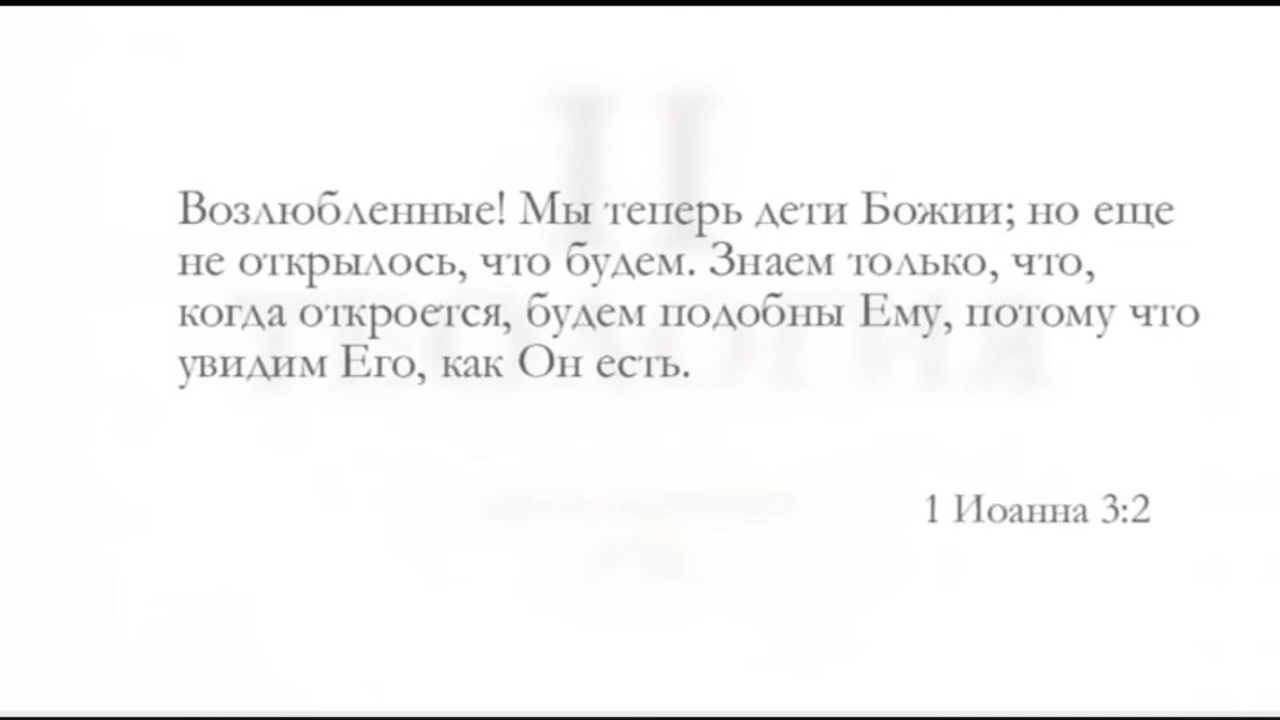 Возлюбленные! Мы теперь дети Божии; но еще
не открылось, что будем. Знаем только, что,
когда откроется, будем подобны Ему, потому что
увидим Его, как Он есть.
1 Иоанна 3:2